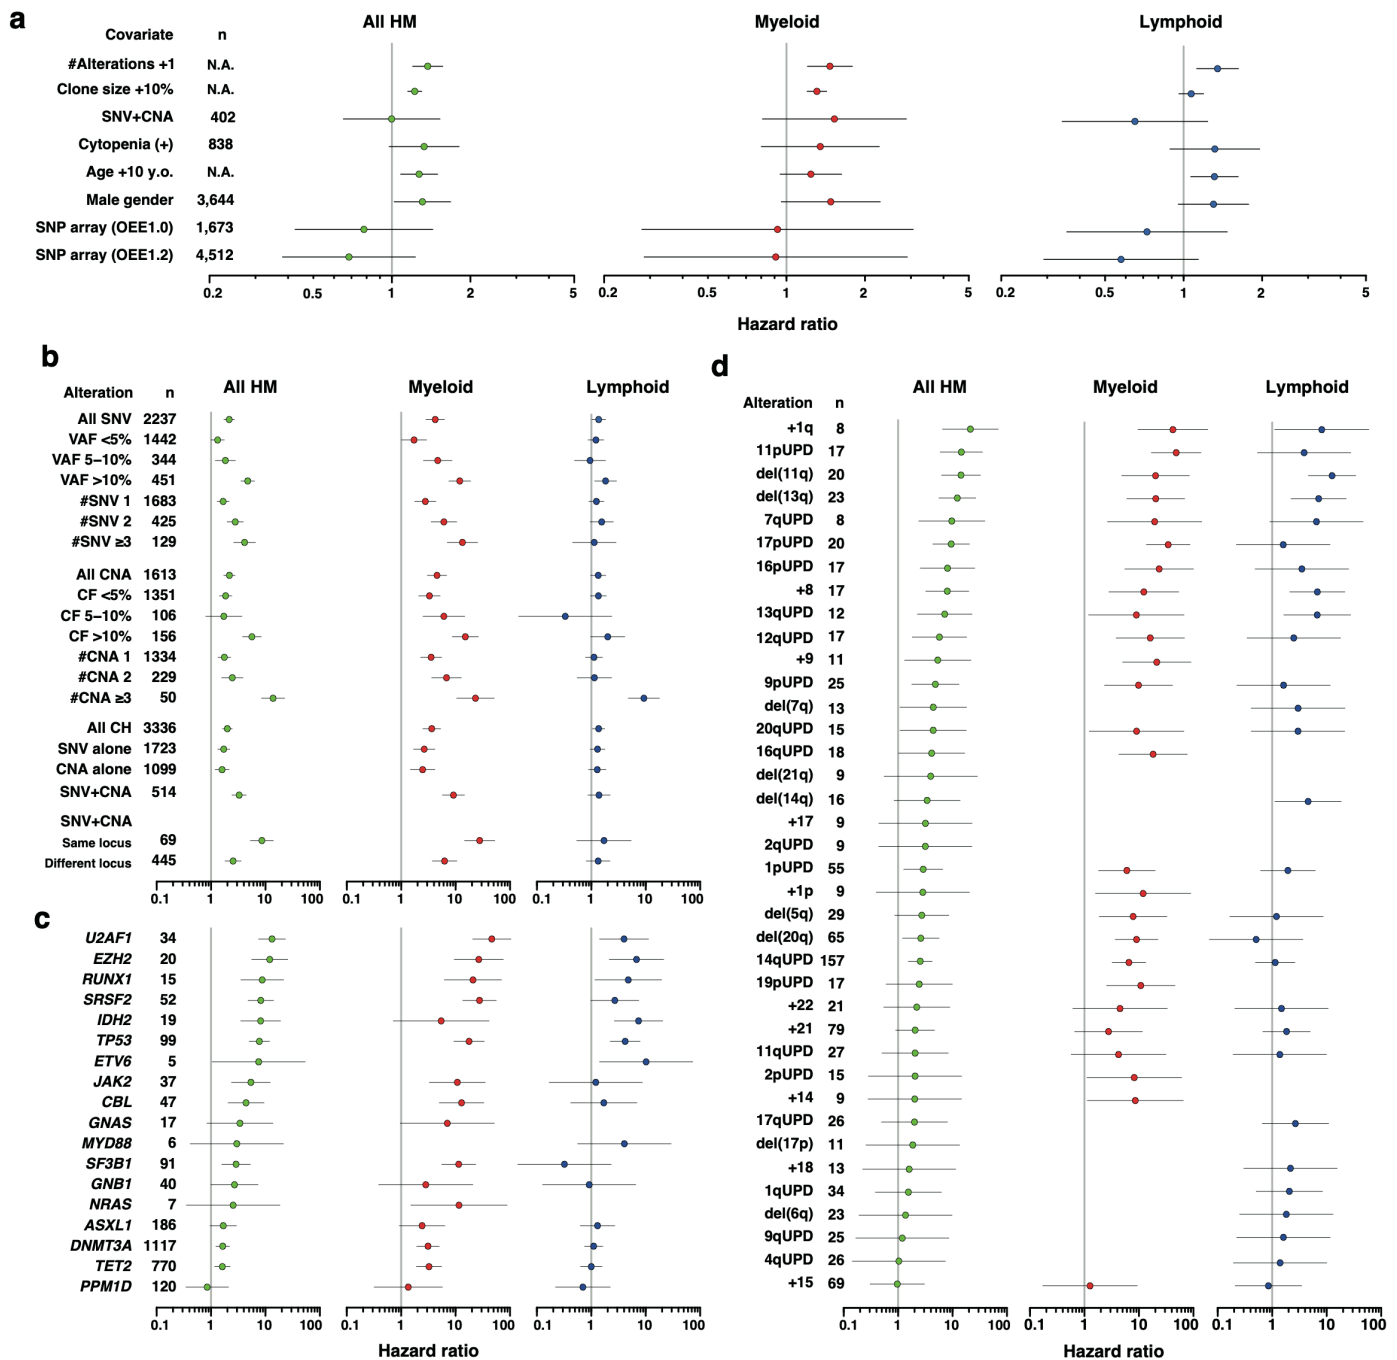 a
All HM Myeloid Lymphoid
Covariate n
#Alterations +1 N.A.
Clone size +10% N.A.
SNV+CNA 402
Cytopenia (+) 838
Age +10 y.o. N.A.
Male gender 3,644
SNP array (OEE1.0) 1,673
SNP array (OEE1.2) 4,512
0.2 0.5 1 2 5 0.2 0.5 1 2 5 0.2 0.5 1 2 5
Hazard ratio
b
Alteration n All HM Myeloid Lymphoid
All SNV 2237
VAF <5% 1442
VAF 5–10% 344
VAF >10% 451
#SNV 1 1683
#SNV 2 425
#SNV ≥3 129
All CNA 1613
CF <5% 1351
CF 5–10% 106
CF >10% 156
#CNA 1 1334
#CNA 2 229
#CNA ≥3 50
All CH 3336
SNV alone 1723
CNA alone 1099
SNV+CNA 514
SNV+CNA
Same locus 69
Different locus 445
0.1 1 10 100 0.1 1 10 100 0.1 1 10 100
c
U2AF1 34
EZH2 20
RUNX1 15
SRSF2 52
IDH2 19
TP53 99
ETV6 5
JAK2 37
CBL 47
GNAS 17
MYD88 6
SF3B1 91
GNB1 40
NRAS 7
ASXL1 186
DNMT3A 1117
TET2 770
PPM1D 120
0.1 1 10 100 0.1 1 10 100 0.1 1 10 100
Hazard ratio
d
All HM Myeloid Lymphoid
Alteration n
+1q 8
11pUPD 17
del(11q) 20
del(13q) 23
7qUPD 8
17pUPD 20
16pUPD 17
+8 17
13qUPD 12
12qUPD 17
+9 11
9pUPD 25
del(7q) 13
20qUPD 15
16qUPD 18
del(21q) 9
del(14q) 16
+17 9
2qUPD 9
1pUPD 55
+1p 9
del(5q) 29
del(20q) 65
14qUPD 157
19pUPD 17
+22 21
+21 79
11qUPD 27
2pUPD 15
+14 9
17qUPD 26
del(17p) 11
+18 13
1qUPD 34
del(6q) 23
9qUPD 25
4qUPD 26
+15 69
0.1 1 10 100 0.1 1 10 100 0.1 1 10 100
Hazard ratio